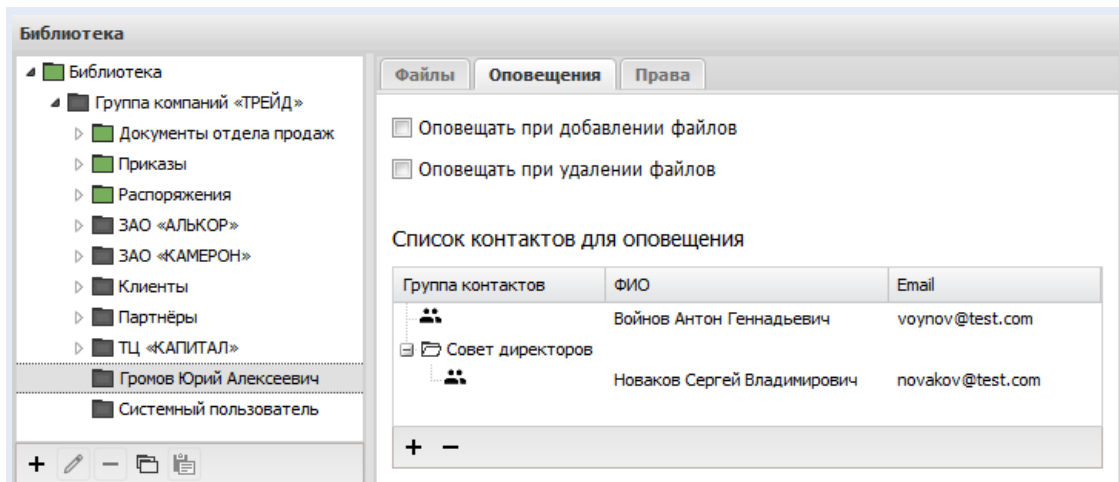 Библиотека
Библиотека
Группа компаний «ТРЕЙД»
Документы отдела продаж
Приказы
Распоряжения
ЗАО «АЛЬКОР»
ЗАО «КАМЕРОН»
Клиенты
Партнёры
ТЦ «КАПИТАЛ»
Громов Юрий Алексеевич
Системный пользователь
Файлы Оповещения Права
Оповещать при добавлении файлов
Оповещать при удалении файлов
Список контактов для оповещения
Группа контактов ФИО Email
Войнов Антон Геннадьевич voynov@test.com
Совет директоров
Новаков Сергей Владимирович novakov@test.com